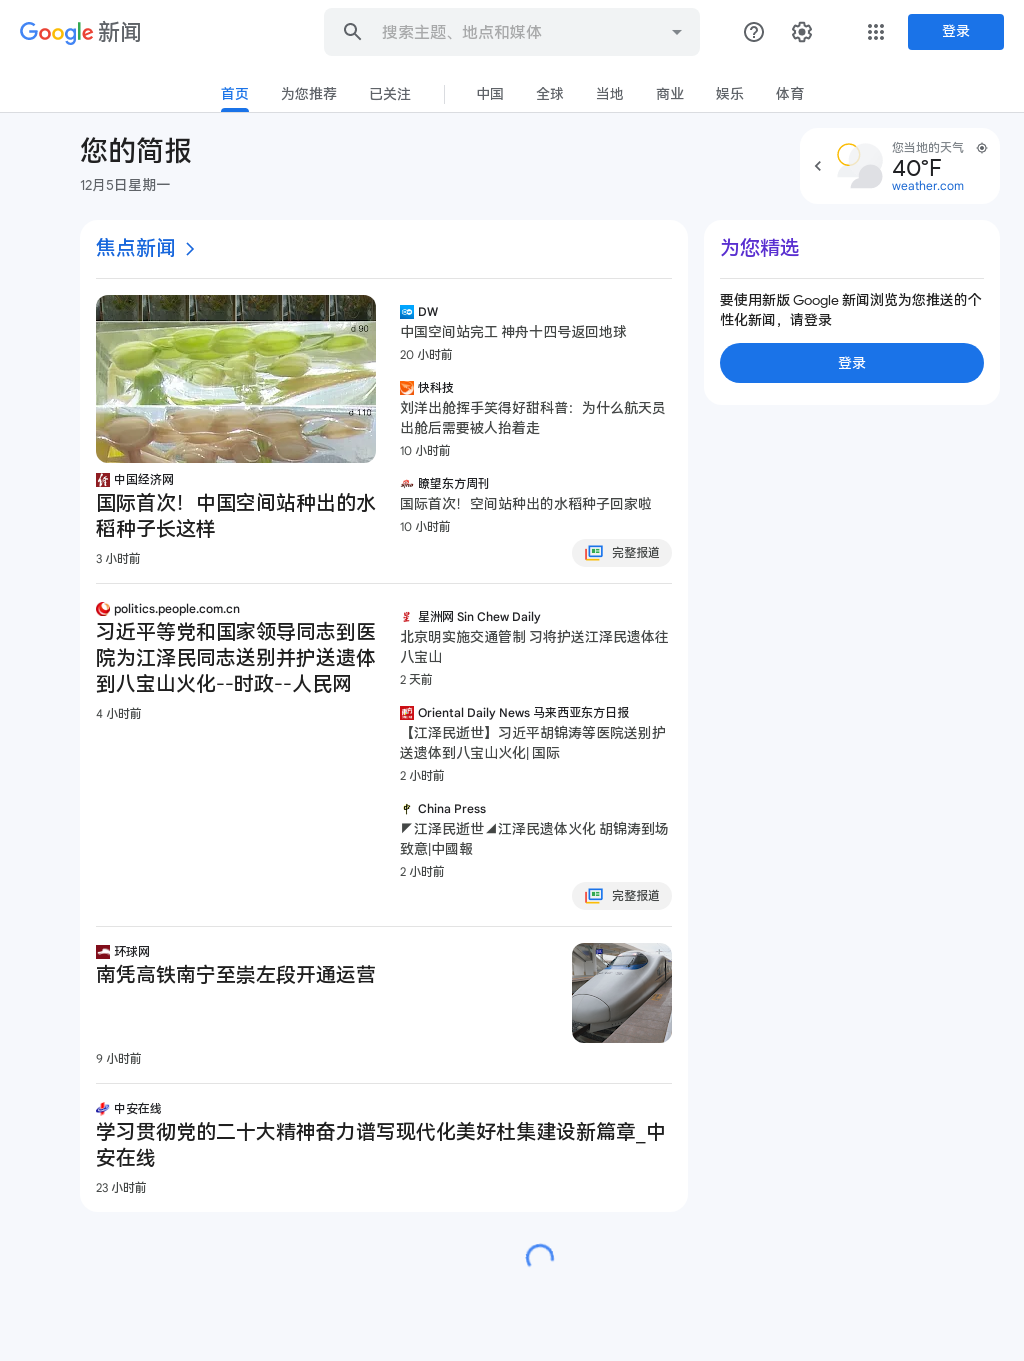 Google 新闻
搜索主题、地点和媒体
登录
首页
为您推荐
已关注
中国
全球
当地
商业
娱乐
体育
您的简报
12月5日星期一
您当地的天气
40°F
weather.com
焦点新闻
d 90
d 110
中国经济网
国际首次！中国空间站种出的水
稻种子长这样
3 小时前
DW
中国空间站完工 神舟十四号返回地球
20 小时前
快科技
刘洋出舱挥手笑得好甜科普：为什么航天员
出舱后需要被人抬着走
10 小时前
瞭望东方周刊
国际首次！空间站种出的水稻种子回家啦
10 小时前
完整报道
politics.people.com.cn
习近平等党和国家领导同志到医
院为江泽民同志送别并护送遗体
到八宝山火化--时政--人民网
4 小时前
星洲网 Sin Chew Daily
北京明实施交通管制 习将护送江泽民遗体往
八宝山
2 天前
Oriental Daily News 马来西亚东方日报
【江泽民逝世】习近平胡锦涛等医院送别护
送遗体到八宝山火化| 国际
2 小时前
China Press
◤江泽民逝世◢江泽民遗体火化 胡锦涛到场
致意|中國報
2 小时前
完整报道
环球网
南凭高铁南宁至崇左段开通运营
9 小时前
中安在线
学习贯彻党的二十大精神奋力谱写现代化美好杜集建设新篇章_中
安在线
23 小时前
为您精选
要使用新版 Google 新闻浏览为您推送的个
性化新闻，请登录
登录